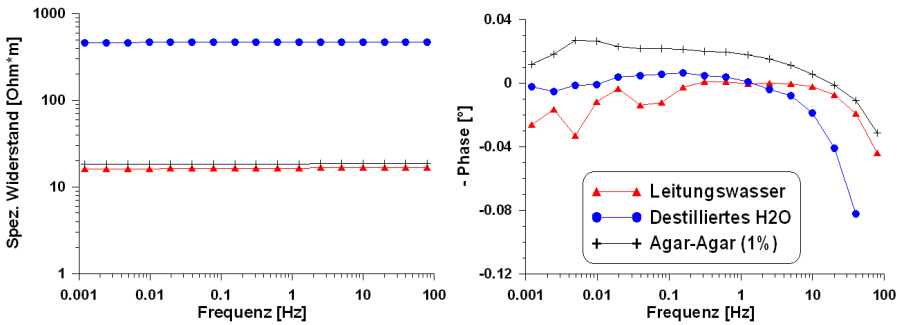 1000
100
10
1
Spez. Widerstand [Ohm*m]
0.001 0.01 0.1 1 10 100
Frequenz [Hz]
0.04
0
-0.04
-0.08
-0.12
- Phase [°]
Leitungswasser
Destilliertes H2O
Agar-Agar (1%)
0.001 0.01 0.1 1 10 100
Frequenz [Hz]